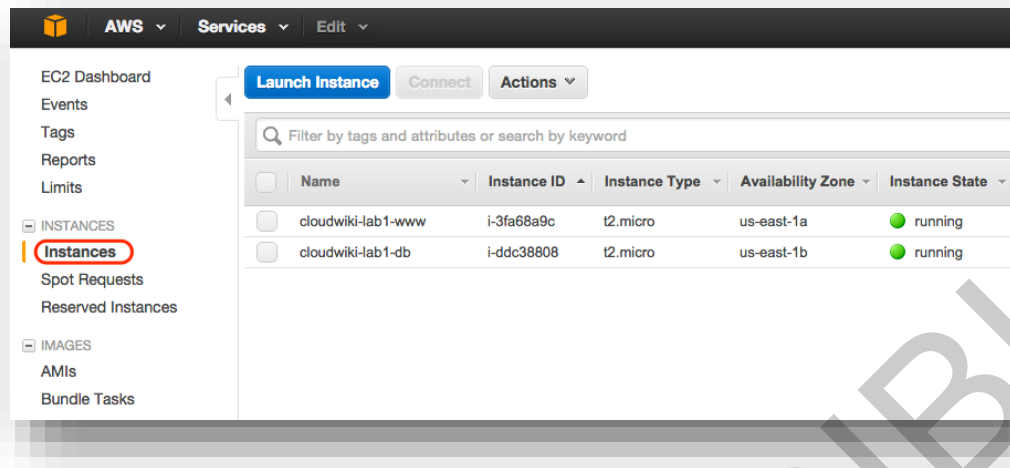 AWS Services Edit
EC2 Dashboard
Events
Tags
Reports
Limits
INSTANCES
Instances
Spot Requests
Reserved Instances
IMAGES
AMIs
Bundle Tasks
Launch Instance Connect Actions
Filter by tags and attributes or search by keyword
Name Instance ID Instance Type Availability Zone Instance State
cloudwiki-lab1-www i-3fa68a9c t2.micro us-east-1a running
cloudwiki-lab1-db i-ddc38808 t2.micro us-east-1b running